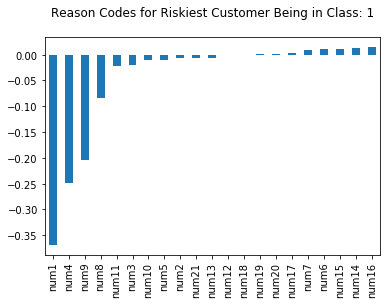 Reason Codes for Riskiest Customer Being in Class: 1
0.00
−0.05
−0.10
−0.15
−0.20
−0.25
−0.30
−0.35
num1
num4
num9
num8
num11
num3
num10
num5
num2
num21
num13
num12
num18
num19
num20
num17
num7
num6
num15
num14
num16